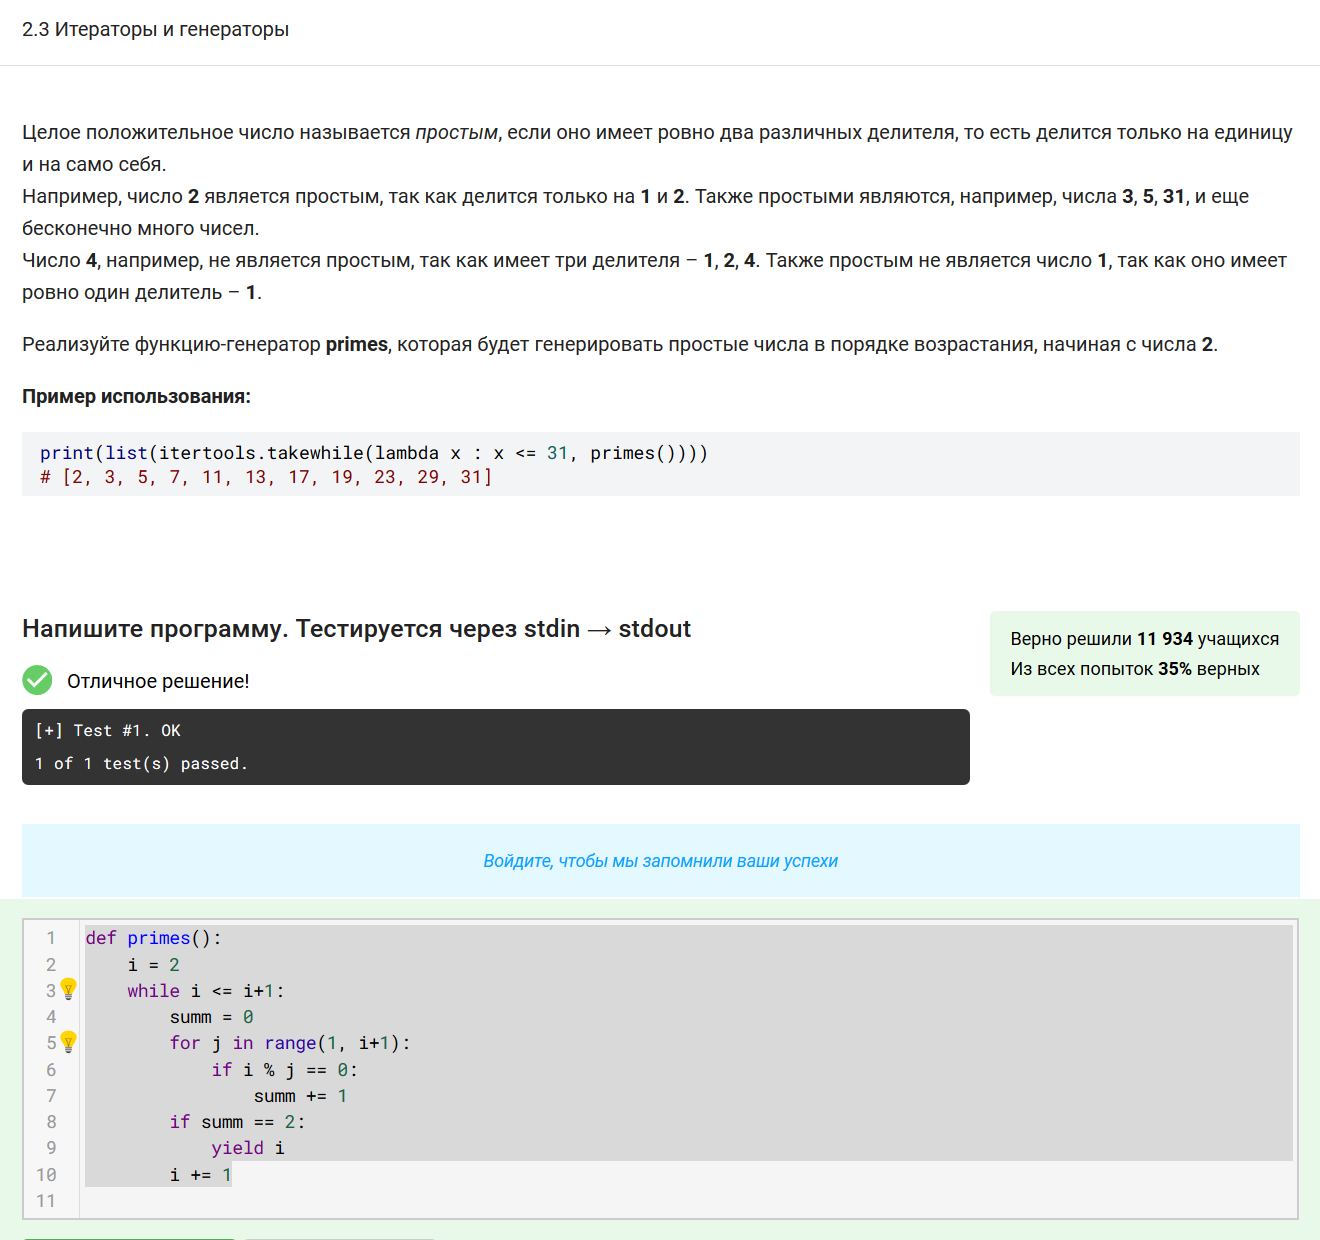 2.3 Итераторы и генераторы
Целое положительное число называется простым, если оно имеет ровно два различных делителя, то есть делится только на единицу
и на само себя.
Например, число 2 является простым, так как делится только на 1 и 2. Также простыми являются, например, числа 3, 5, 31, и еще
бесконечно много чисел.
Число 4, например, не является простым, так как имеет три делителя – 1, 2, 4. Также простым не является число 1, так как оно имеет
ровно один делитель – 1.
Реализуйте функцию-генератор primes, которая будет генерировать простые числа в порядке возрастания, начиная с числа 2.
Пример использования:
print(list(itertools.takewhile(lambda x : x <= 31, primes())))
# [2, 3, 5, 7, 11, 13, 17, 19, 23, 29, 31]
Напишите программу. Тестируется через stdin → stdout
Верно решили 11 934 учащихся
Из всех попыток 35% верных
Отличное решение!
[+] Test #1. OK
1 of 1 test(s) passed.
Войдите, чтобы мы запомнили ваши успехи
1 def primes():
2     i = 2
3     while i <= i+1:
4         summ = 0
5         for j in range(1, i+1):
6             if i % j == 0:
7                 summ += 1
8         if summ == 2:
9             yield i
10         i += 1
11